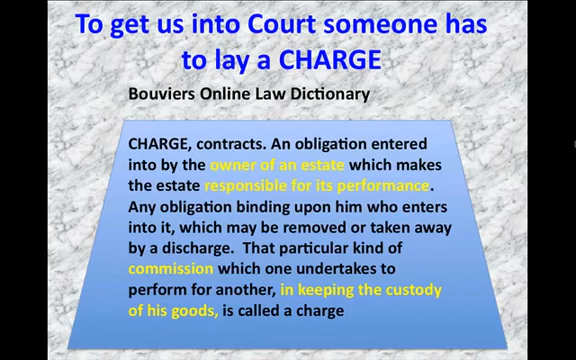 To get us into Court someone has
to lay a CHARGE
Bouviers Online Law Dictionary
CHARGE, contracts. An obligation entered
into by the owner of an estate which makes
the estate responsible for its performance.
Any obligation binding upon him who enters
into it, which may be removed or taken away
by a discharge. That particular kind of
commission which one undertakes to
perform for another, in keeping the custody
of his goods, is called a charge